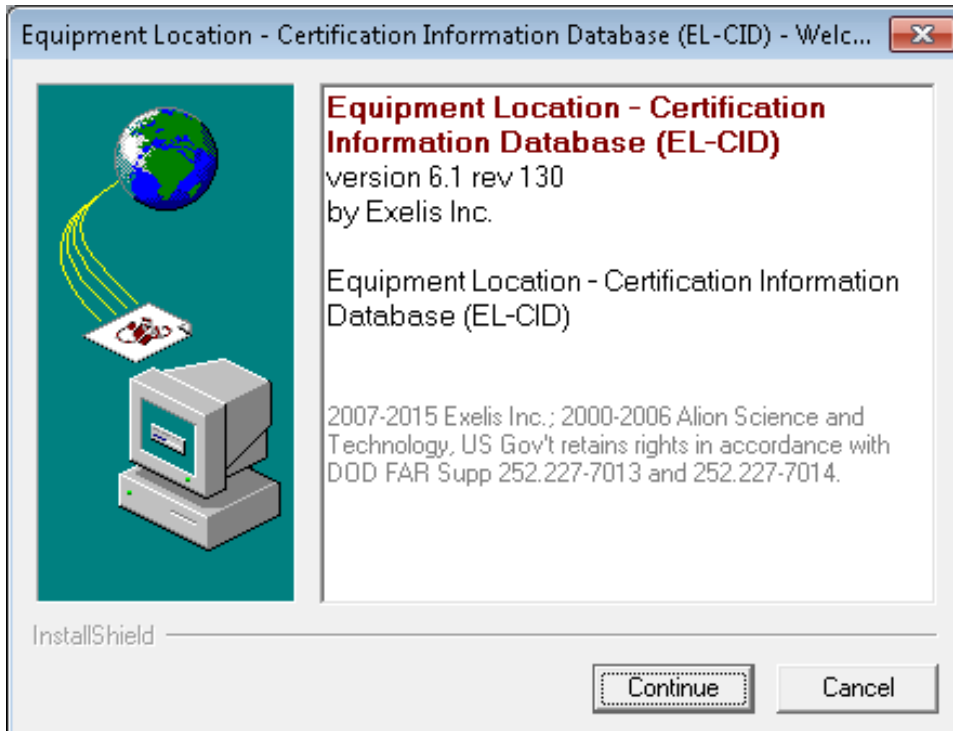 Equipment Location - Certification Information Database (EL-CID) - Welc...
Equipment Location - Certification
Information Database (EL-CID)
version 6.1 rev 130
by Exelis Inc.
Equipment Location - Certification Information
Database (EL-CID)
2007-2015 Exelis Inc.; 2000-2006 Alion Science and
Technology, US Gov't retains rights in accordance with
DOD FAR Supp 252.227-7013 and 252.227-7014.
InstallShield
Continue
Cancel